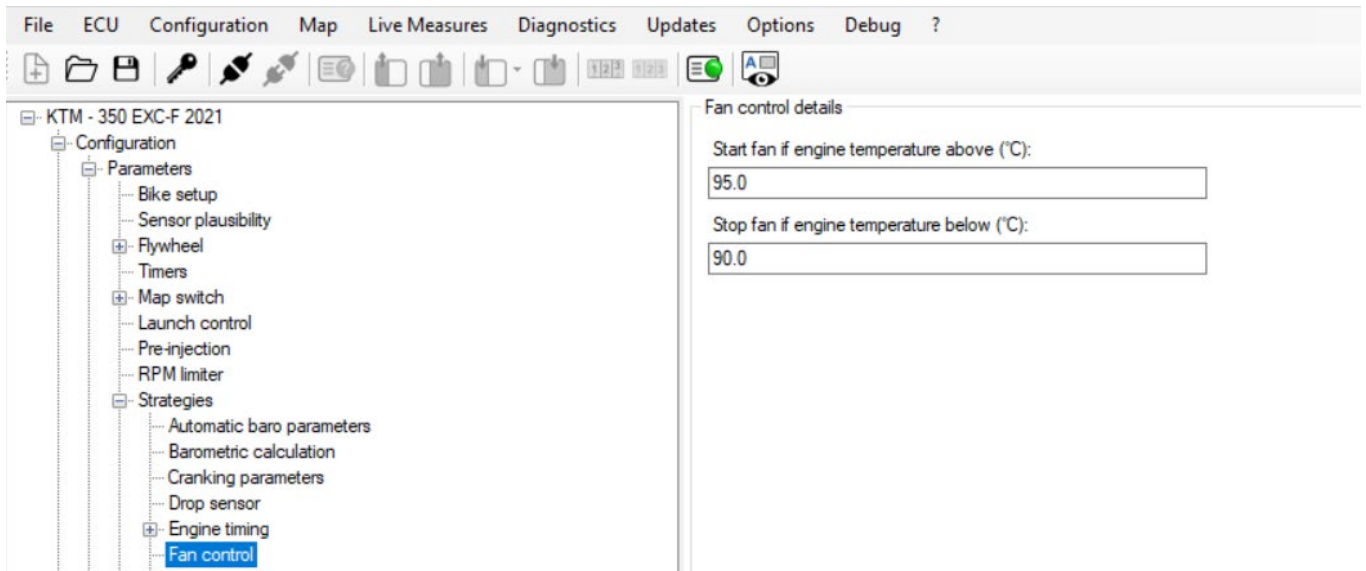 File ECU Configuration Map Live Measures Diagnostics Updates Options Debug ?
KTM - 350 EXC-F 2021
Configuration
Parameters
Bike setup
Sensor plausibility
Flywheel
Timers
Map switch
Launch control
Pre-injection
RPM limiter
Strategies
Automatic baro parameters
Barometric calculation
Cranking parameters
Drop sensor
Engine timing
Fan control
Fan control details
Start fan if engine temperature above (°C):
95.0
Stop fan if engine temperature below (°C):
90.0